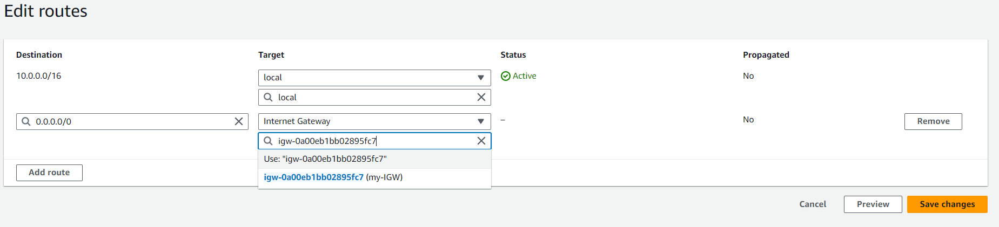 Edit routes
Destination Target Status Propagated
10.0.0.0/16 local Active No
local
0.0.0.0/0 Internet Gateway – No Remove
igw-0a00eb1bb02895fc7
Use: "igw-0a00eb1bb02895fc7"
igw-0a00eb1bb02895fc7 (my-IGW)
Add route
Cancel Preview Save changes